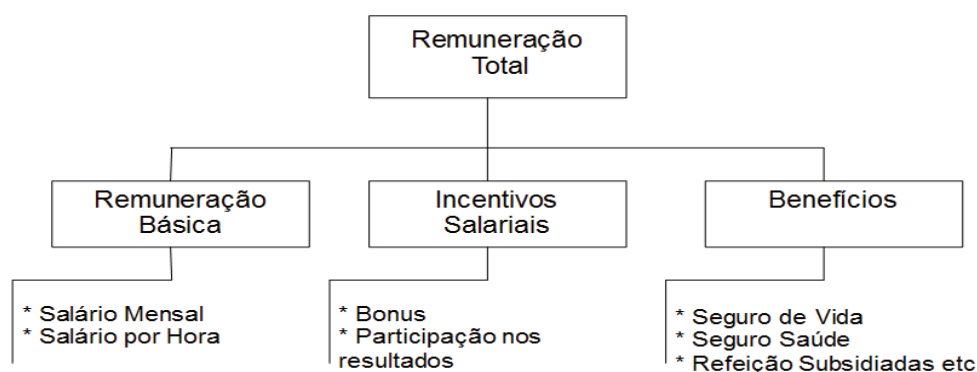 Remuneração
Total
Remuneração
Básica
Incentivos
Salariais
Benefícios
* Salário Mensal
* Salário por Hora
* Bonus
* Participação nos
resultados
* Seguro de Vida
* Seguro Saúde
* Refeição Subsidiadas etc